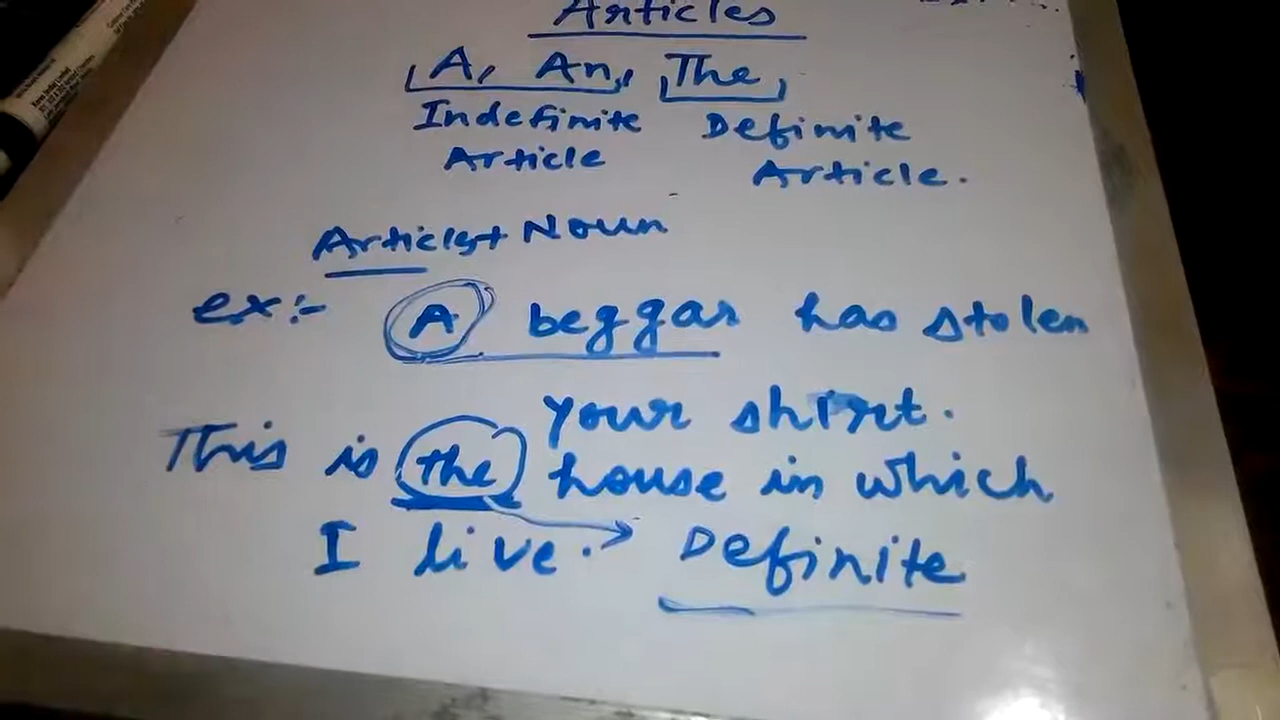 Articles
A, An, The,
Indefinite Definite
Article Article.
Article + Noun
ex:- A beggar has stolen
your shirt.
This is the house in which
I live. → Definite